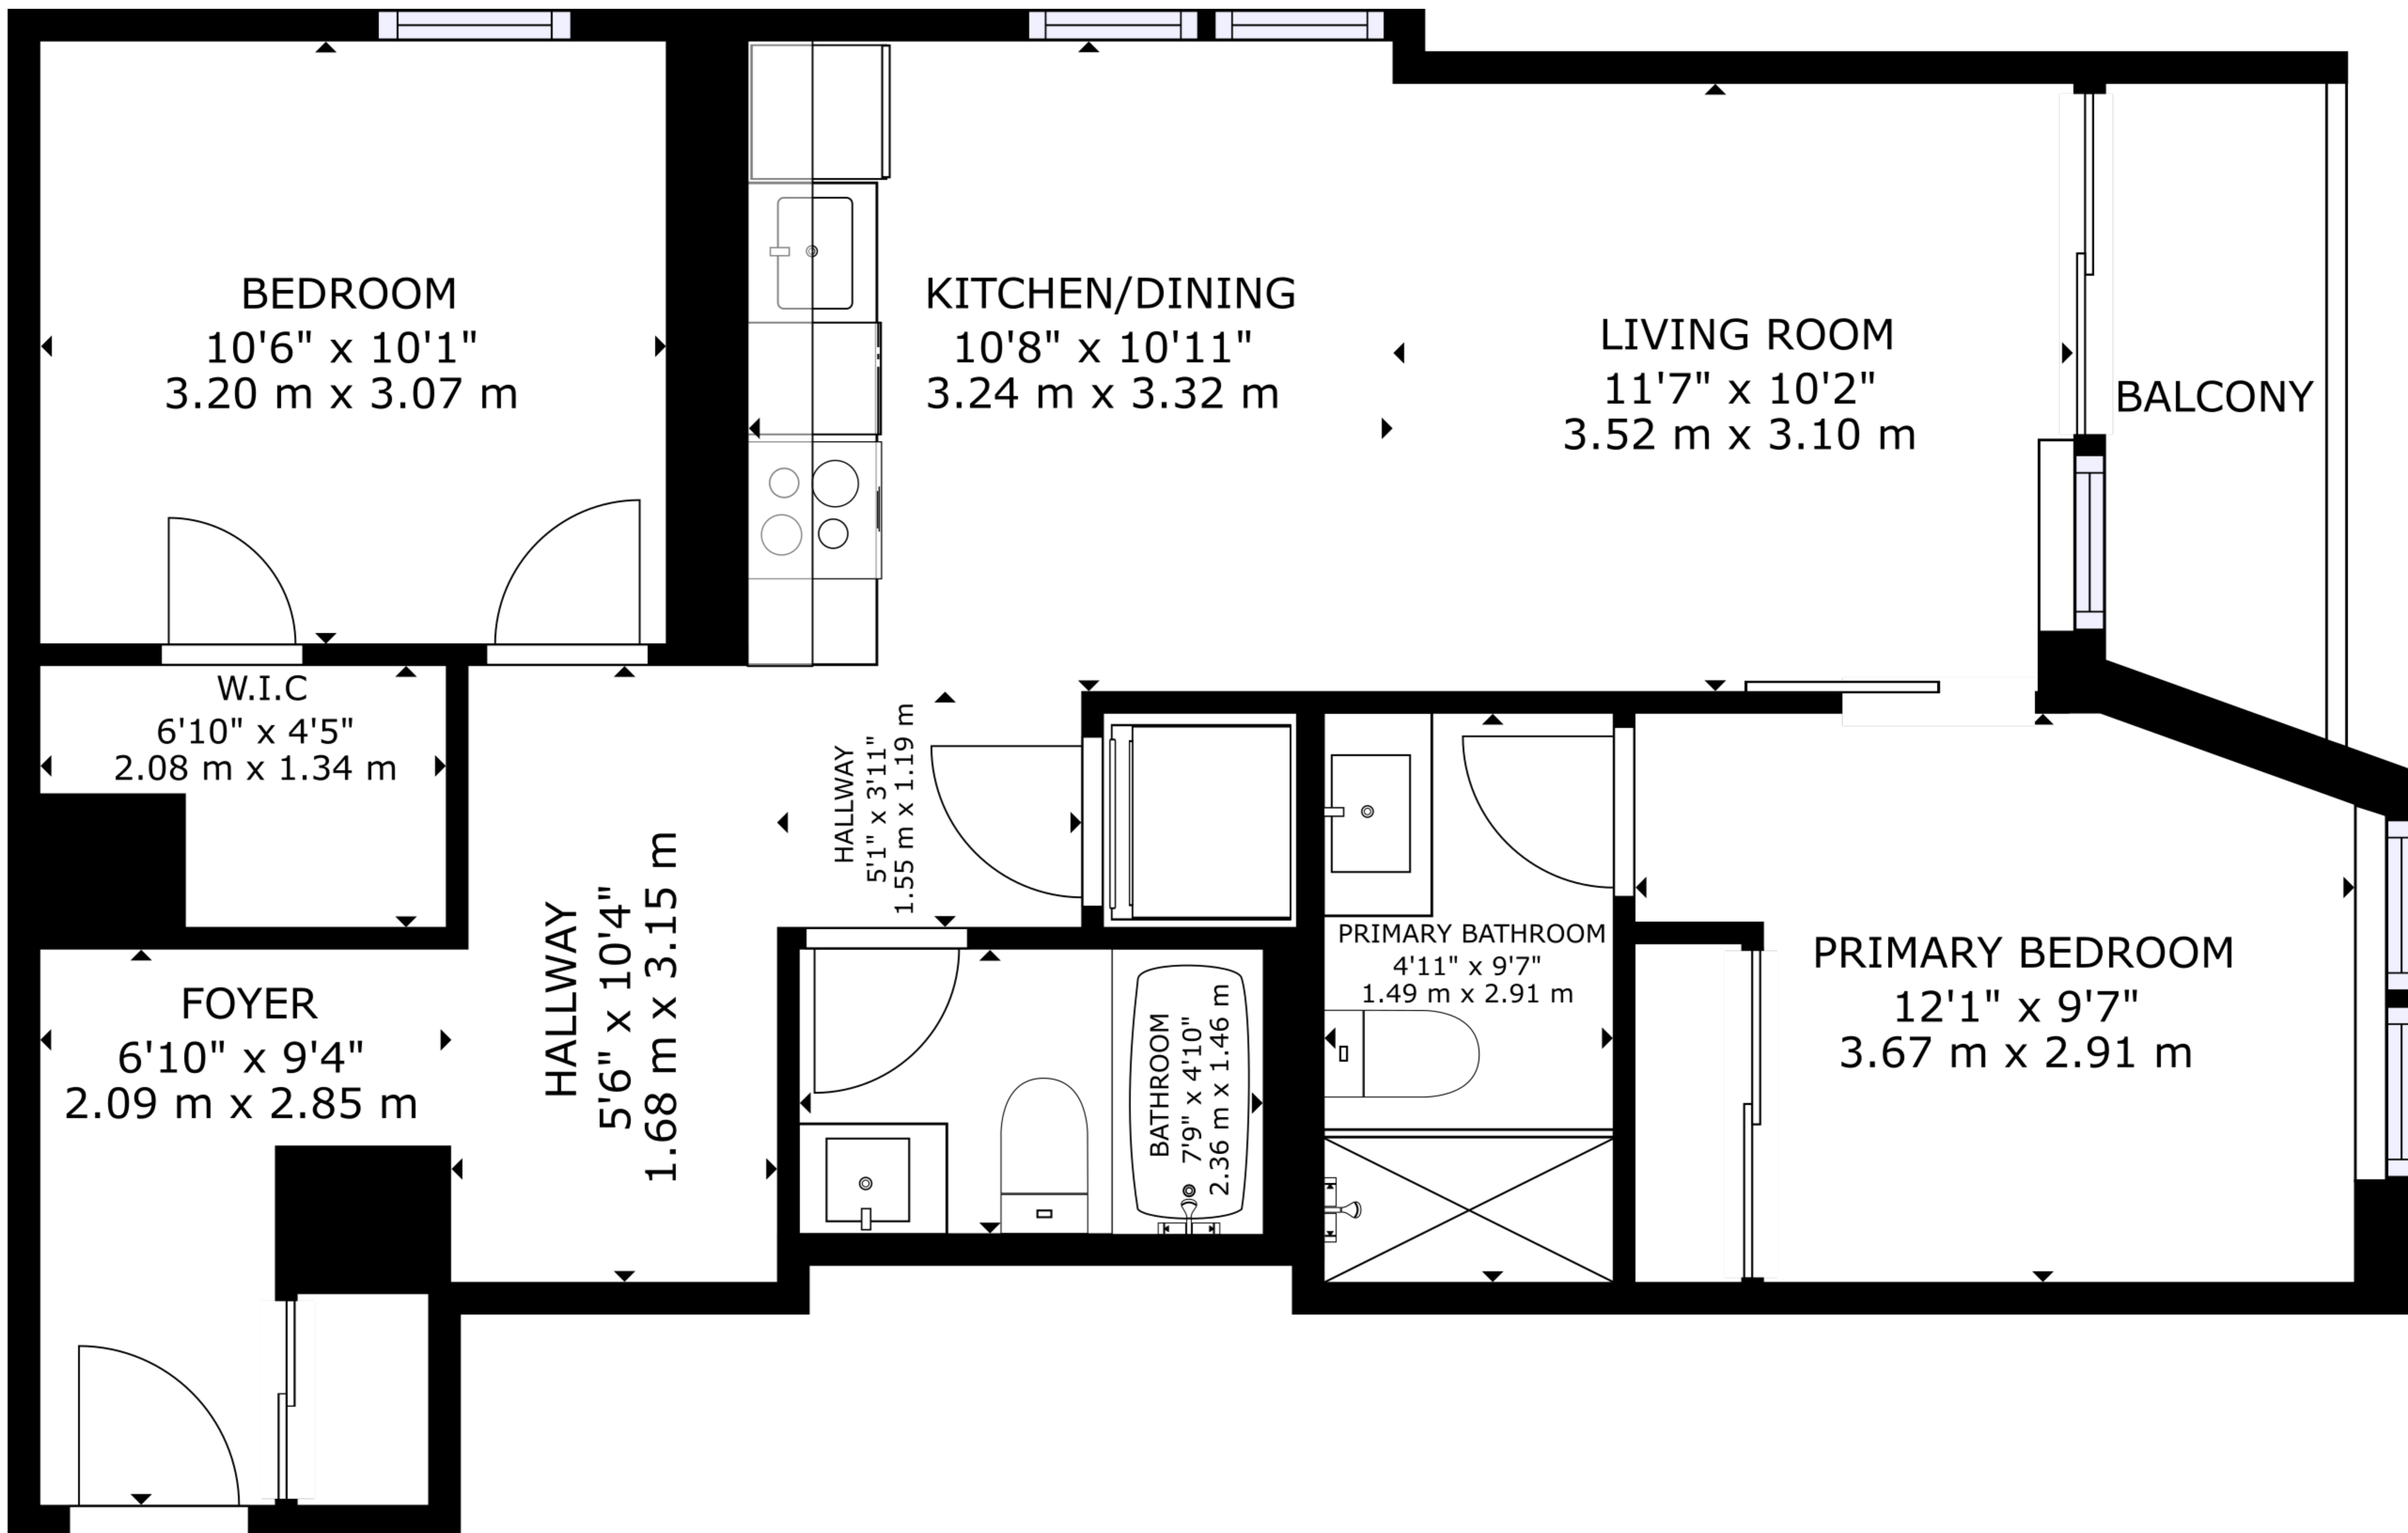 BEDROOM
10'6" x 10'1"
3.20 m x 3.07 m
KITCHEN/DINING
10'8" x 10'11"
3.24 m x 3.32 m
LIVING ROOM
11'7" x 10'2"
3.52 m x 3.10 m
BALCONY
W.I.C
6'10" x 4'5"
2.08 m x 1.34 m
HALLWAY
5'1" x 3'11"
1.55 m x 1.19 m
FOYER
6'10" x 9'4"
2.09 m x 2.85 m
HALLWAY
5'6" x 10'4"
1.68 m x 3.15 m
BATHROOM
7'9" x 4'10"
2.36 m x 1.46 m
PRIMARY BATHROOM
4'11" x 9'7"
1.49 m x 2.91 m
PRIMARY BEDROOM
12'1" x 9'7"
3.67 m x 2.91 m